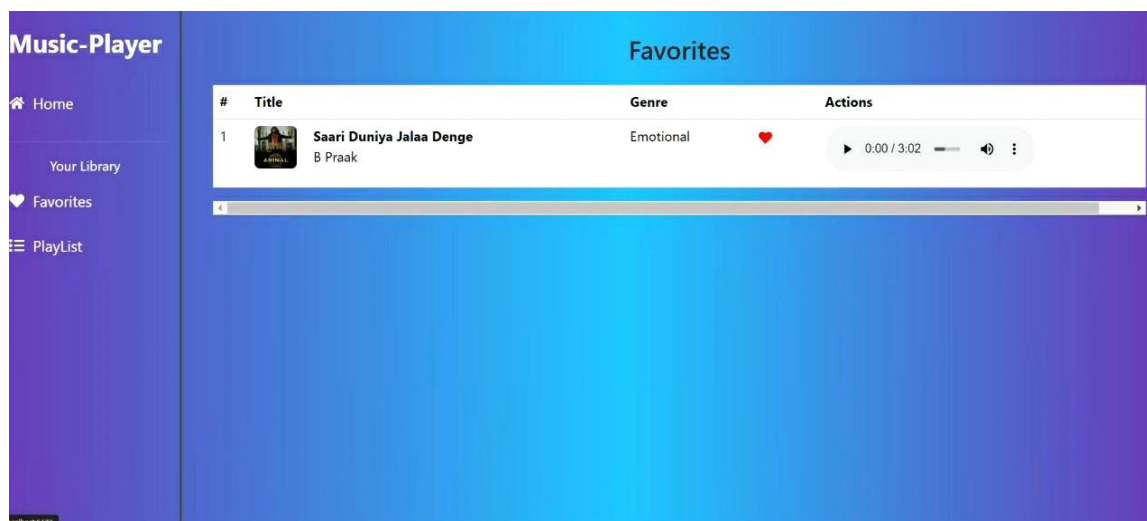 Music-Player
Home
Your Library
Favorites
PlayList
Favorites
# Title Genre Actions
1 Saari Duniya Jalaa Denge Emotional 0:00 / 3:02
B Praak
ANIMAL